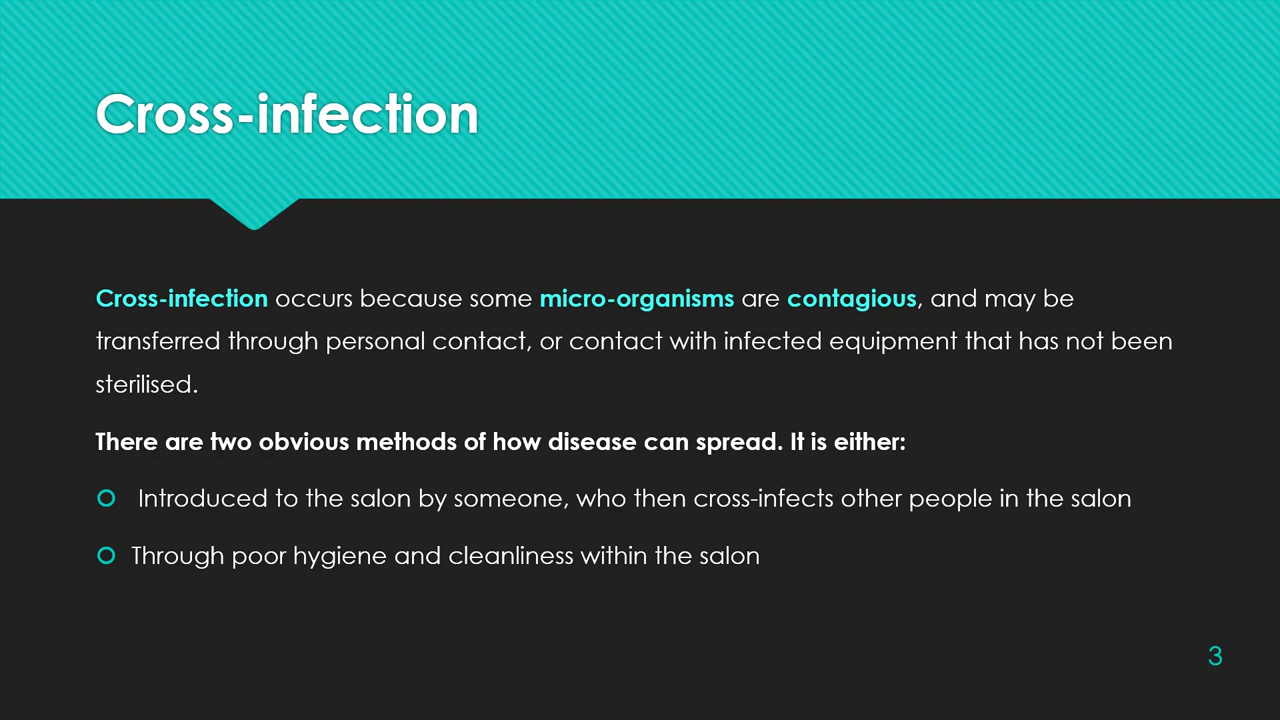 Cross-infection
Cross-infection occurs because some micro-organisms are contagious, and may be
transferred through personal contact, or contact with infected equipment that has not been
sterilised.
There are two obvious methods of how disease can spread. It is either:
Introduced to the salon by someone, who then cross-infects other people in the salon
Through poor hygiene and cleanliness within the salon
3